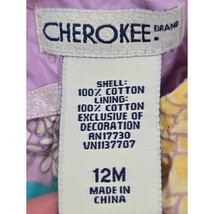 CHEROKEE. BRAND
SHELL:
100% COTTON
LINING:
100% COTTON
EXCLUSIVE OF
DECORATION
RN17730
VN1137707
12M
MADE IN
CHINA